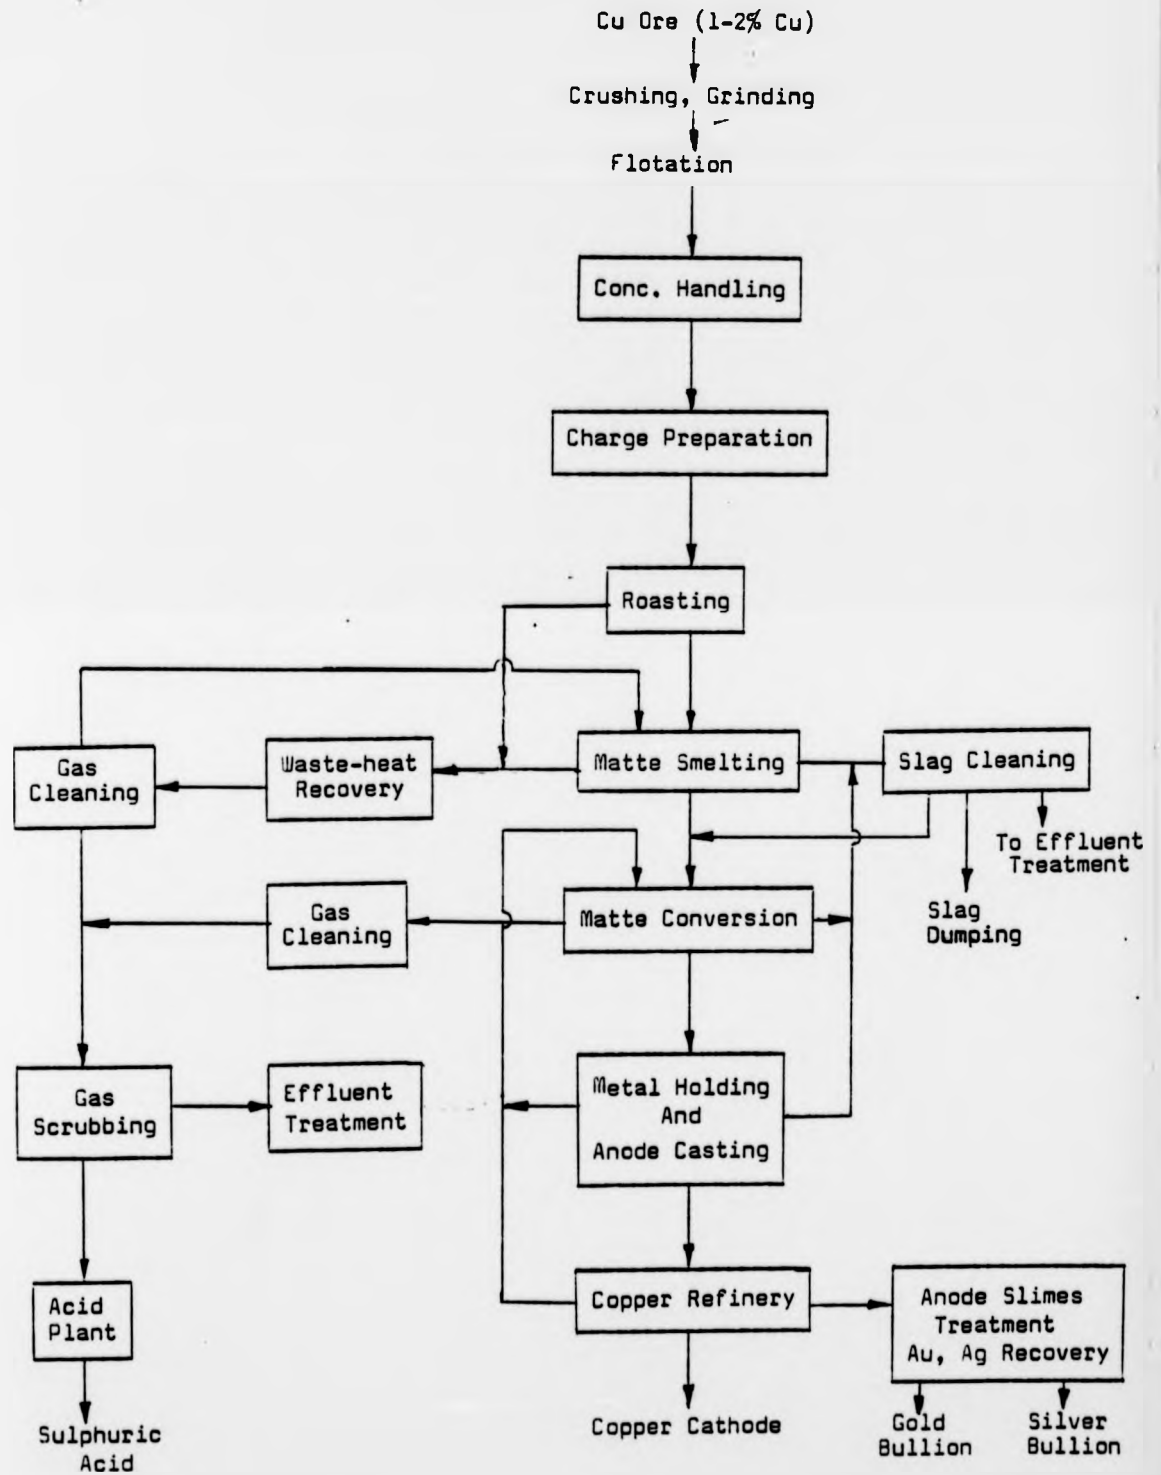 Cu Ore (1-2% Cu)
Crushing, Grinding
Flotation
Conc. Handling
Charge Preparation
Roasting
Gas
Cleaning
Waste-heat
Recovery
Matte Smelting
Slag Cleaning
To Effluent
Treatment
Slag
Dumping
Gas
Cleaning
Matte Conversion
Gas
Scrubbing
Effluent
Treatment
Metal Holding
And
Anode Casting
Acid
Plant
Copper Refinery
Anode Slimes
Treatment
Au, Ag Recovery
Sulphuric
Acid
Copper Cathode
Gold
Bullion
Silver
Bullion